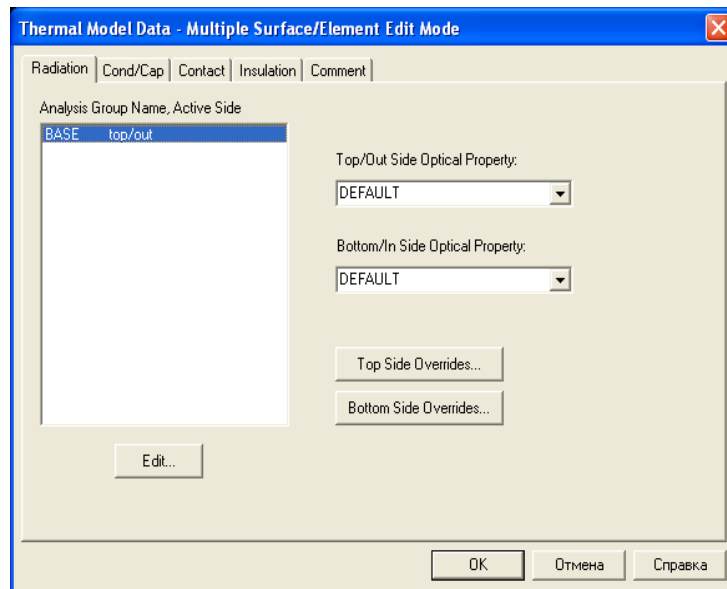 Thermal Model Data - Multiple Surface/Element Edit Mode
Radiation Cond/Cap Contact Insulation Comment
Analysis Group Name, Active Side
BASE top/out
Top/Out Side Optical Property:
DEFAULT
Bottom/In Side Optical Property:
DEFAULT
Top Side Overrides...
Bottom Side Overrides...
Edit...
OK Отмена Справка